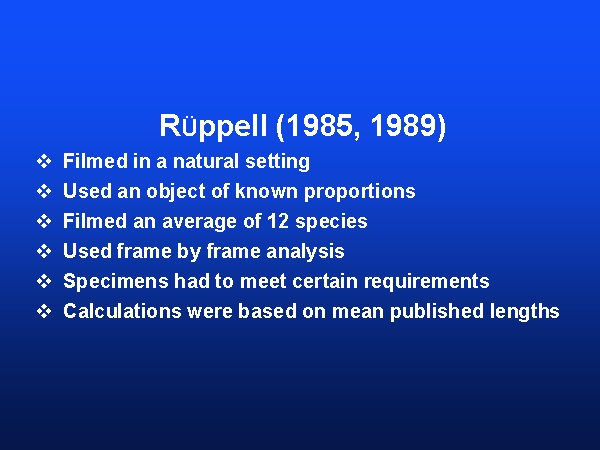 RÜppell (1985, 1989)
❖ Filmed in a natural setting
❖ Used an object of known proportions
❖ Filmed an average of 12 species
❖ Used frame by frame analysis
❖ Specimens had to meet certain requirements
❖ Calculations were based on mean published lengths